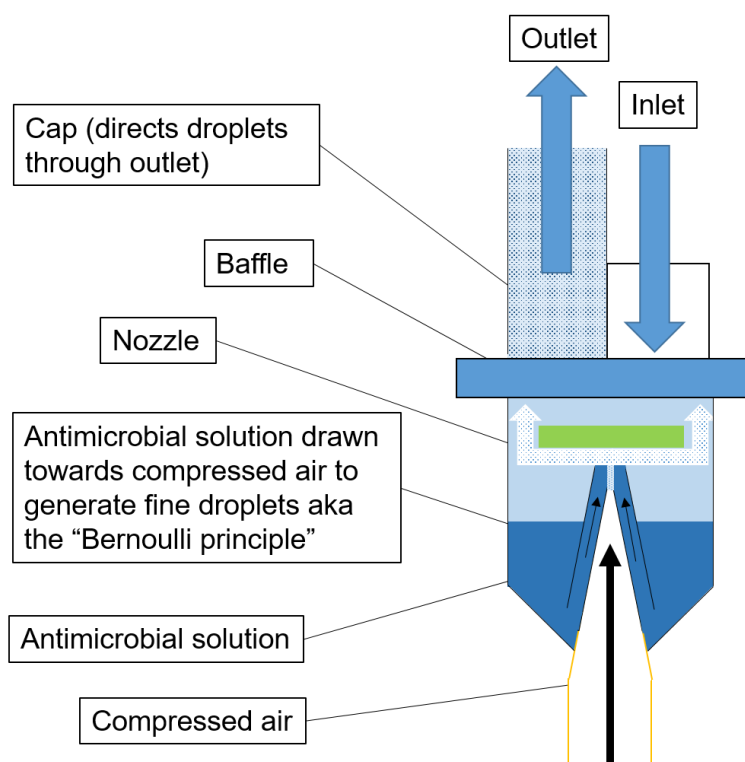 Outlet
Inlet
Cap (directs droplets
through outlet)
Baffle
Nozzle
Antimicrobial solution drawn
towards compressed air to
generate fine droplets aka
the “Bernoulli principle”
Antimicrobial solution
Compressed air